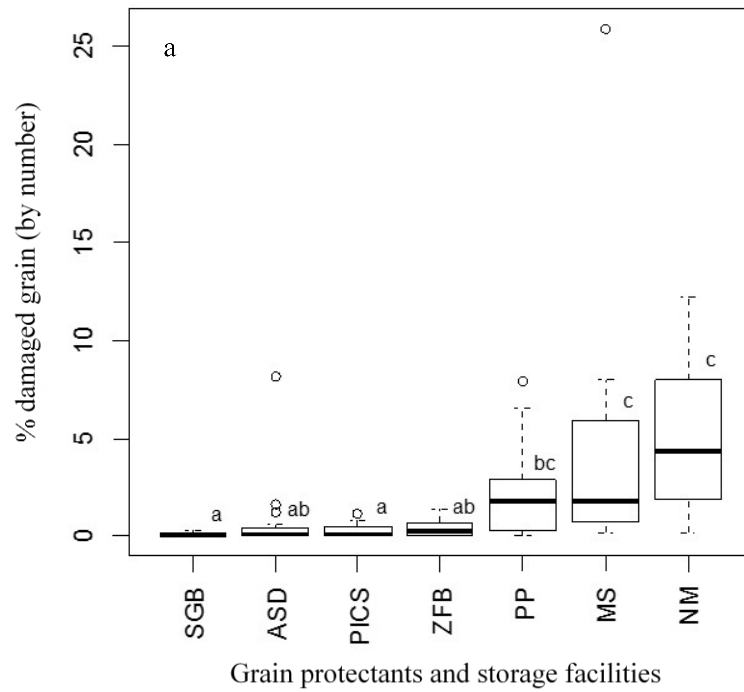 a
% damaged grain (by number)
25
20
15
10
5
0
a
ab
a
ab
bc
c
c
SGB
ASD
PICS
ZFB
PP
MS
NM
Grain protectants and storage facilities